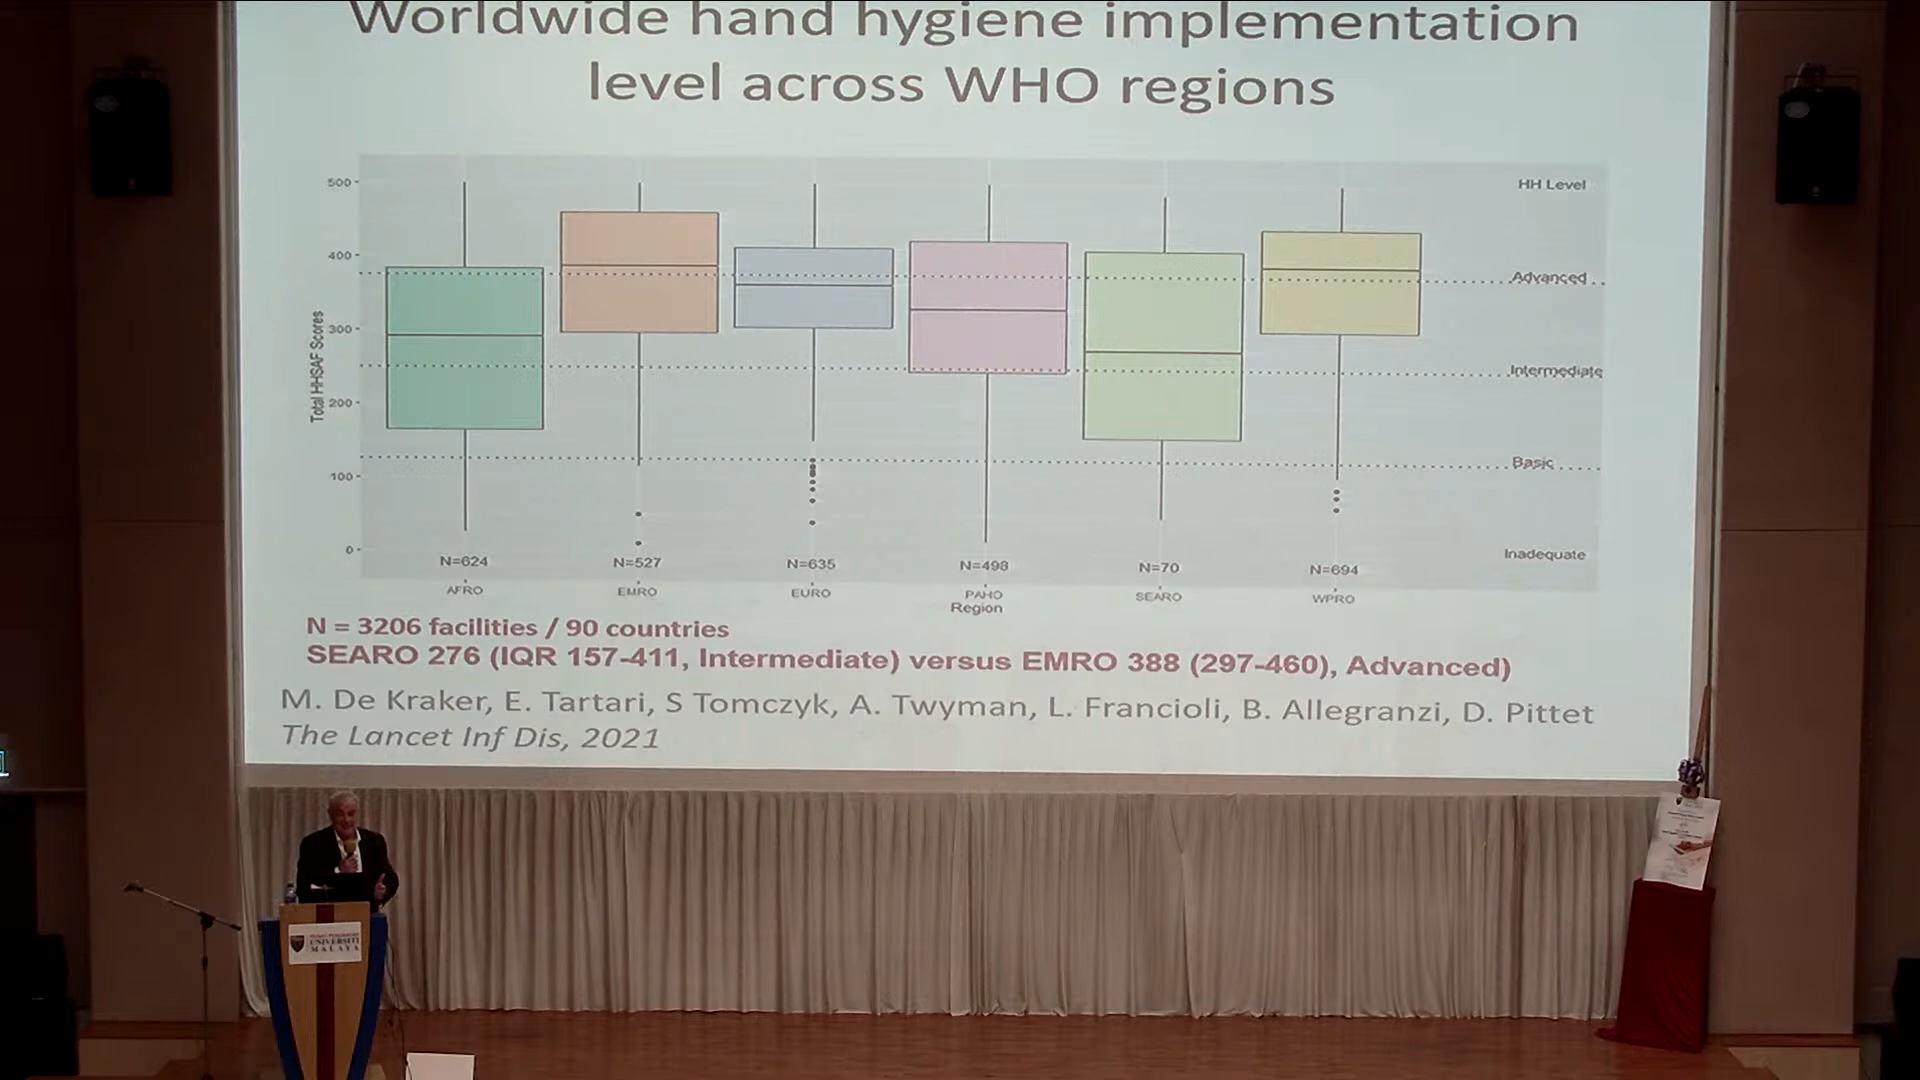 Worldwide hand hygiene implementation
level across WHO regions
HH Level
500
400
300
200
100
0
Total HHSAF Scores
Advanced
Intermediate
Basic
Inadequate
N=624
N=527
N=635
N=498
N=70
N=694
AFRO
EMRO
EURO
PAHO
SEARO
WPRO
Region
N = 3206 facilities / 90 countries
SEARO 276 (IQR 157-411, Intermediate) versus EMRO 388 (297-460), Advanced)
M. De Kraker, E. Tartari, S Tomczyk, A. Twyman, L. Francioli, B. Allegranzi, D. Pittet
The Lancet Inf Dis, 2021
UNIVERSITI
MALAYA